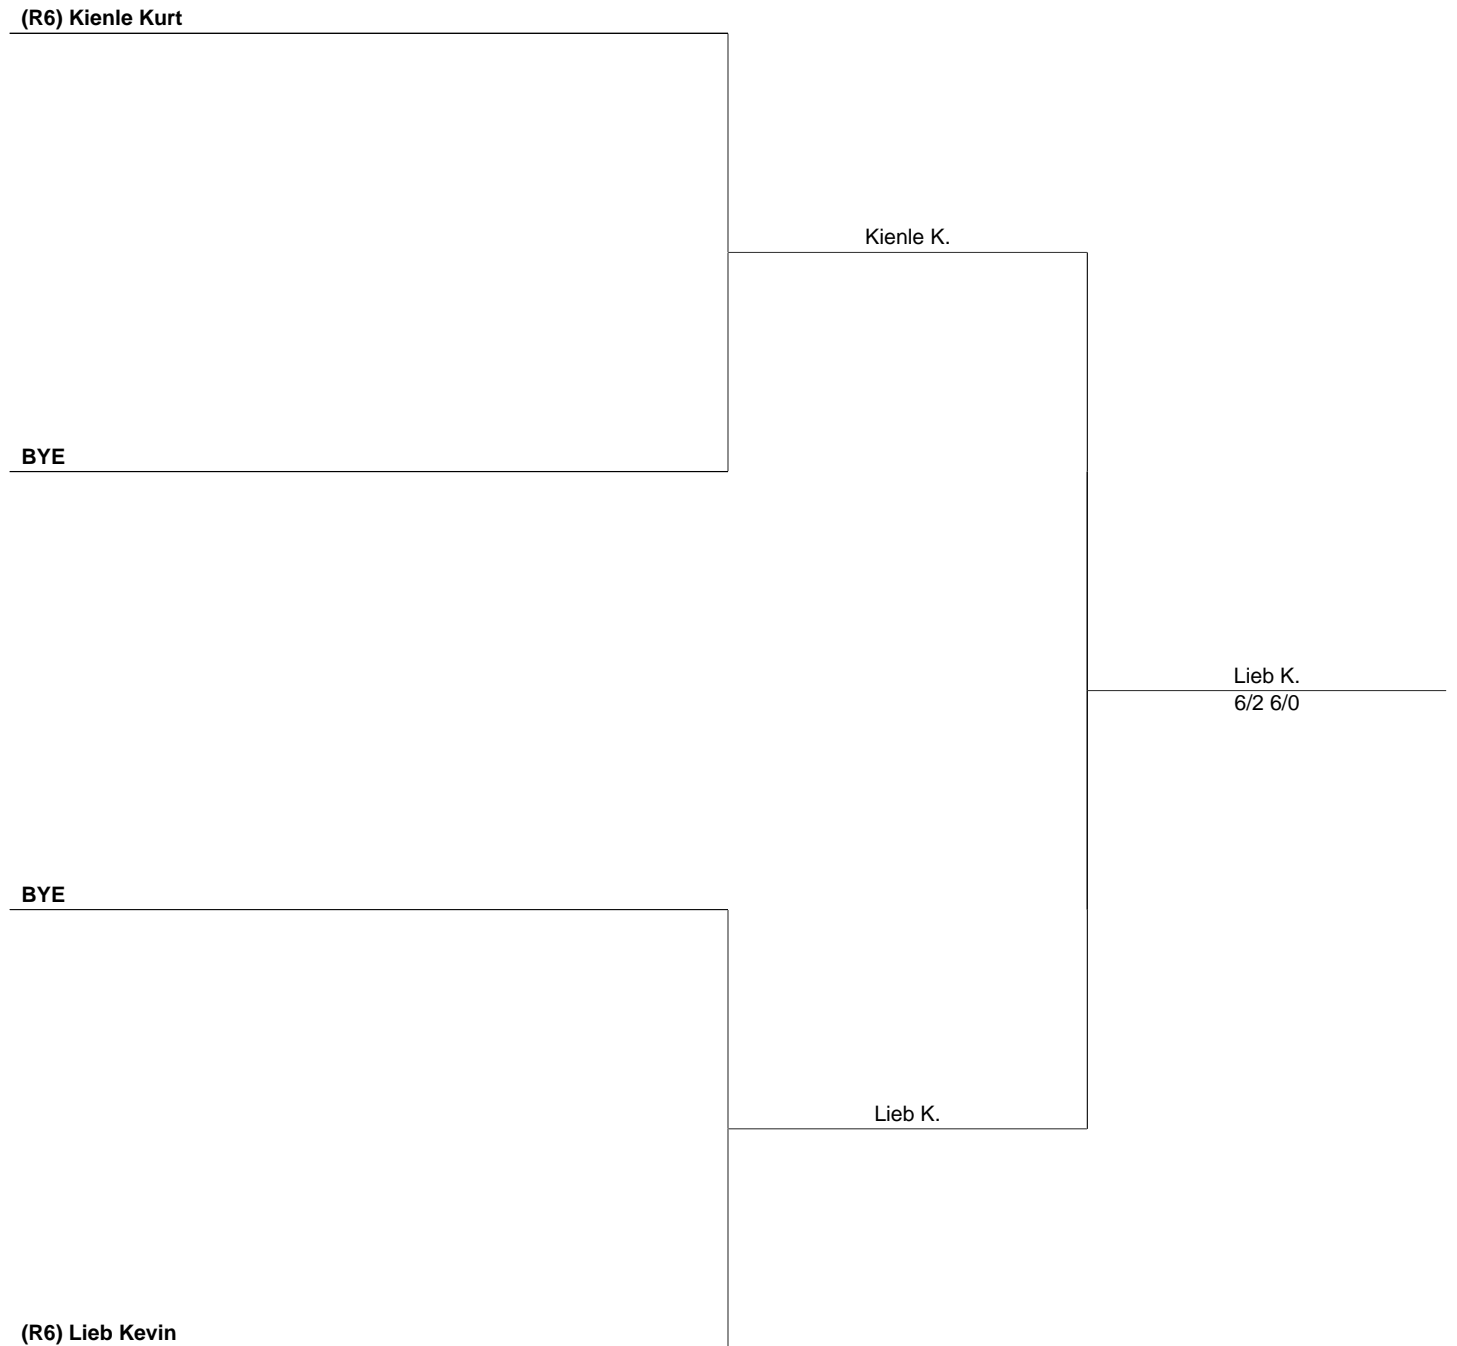 (R6) Kienle Kurt
Kienle K.
BYE
Lieb K.
6/2 6/0
BYE
Lieb K.
(R6) Lieb Kevin